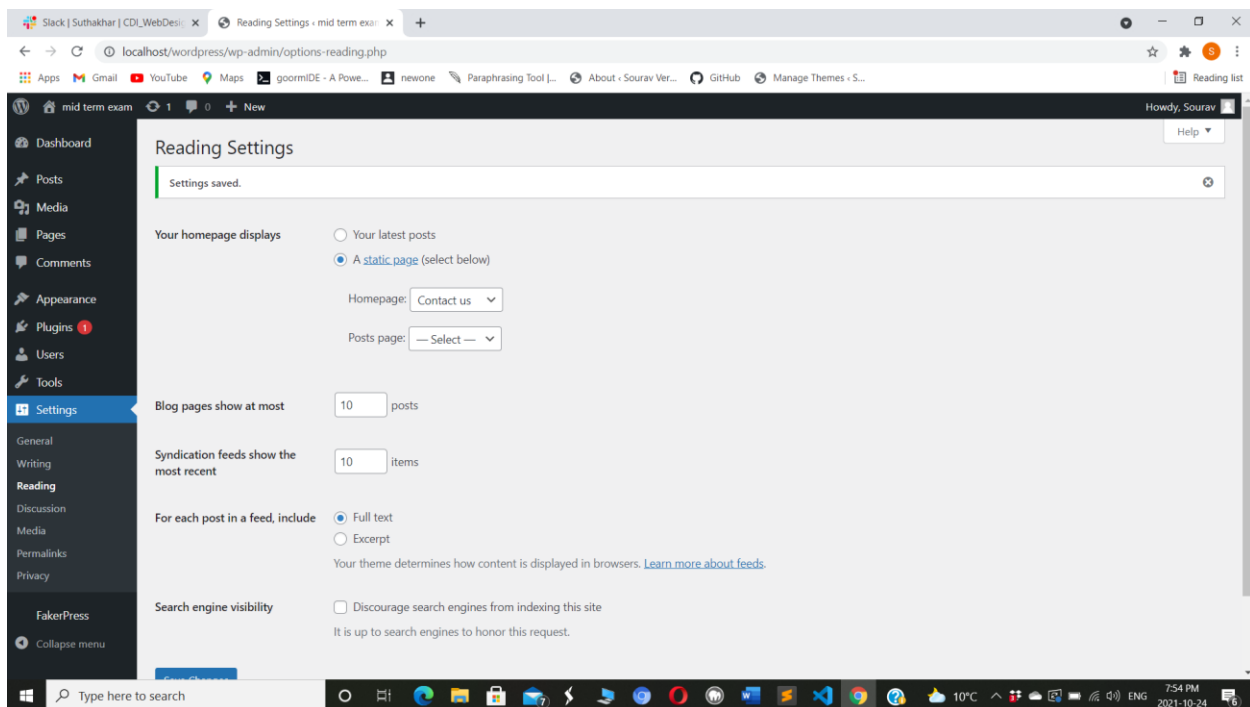 Slack | Suthakhar | CDI_WebDesig
Reading Settings ‹ mid term exam
localhost/wordpress/wp-admin/options-reading.php
Apps Gmail YouTube Maps goormIDE - A Powe... newone Paraphrasing Tool |... About ‹ Sourav Ver... GitHub Manage Themes ‹ S... Reading list
S
mid term exam 1 0 + New Howdy, Sourav
Help
Dashboard
Posts
Media
Pages
Comments
Appearance
Plugins 1
Users
Tools
Settings
General
Writing
Reading
Discussion
Media
Permalinks
Privacy
FakerPress
Collapse menu
Reading Settings
Settings saved.
Your homepage displays
Your latest posts
A static page (select below)
Homepage: Contact us
Posts page: — Select —
Blog pages show at most 10 posts
Syndication feeds show the
most recent
10 items
For each post in a feed, include
Full text
Excerpt
Your theme determines how content is displayed in browsers. Learn more about feeds.
Search engine visibility
Discourage search engines from indexing this site
It is up to search engines to honor this request.
Save Changes
Type here to search
10°C ENG 7:54 PM
2021-10-24